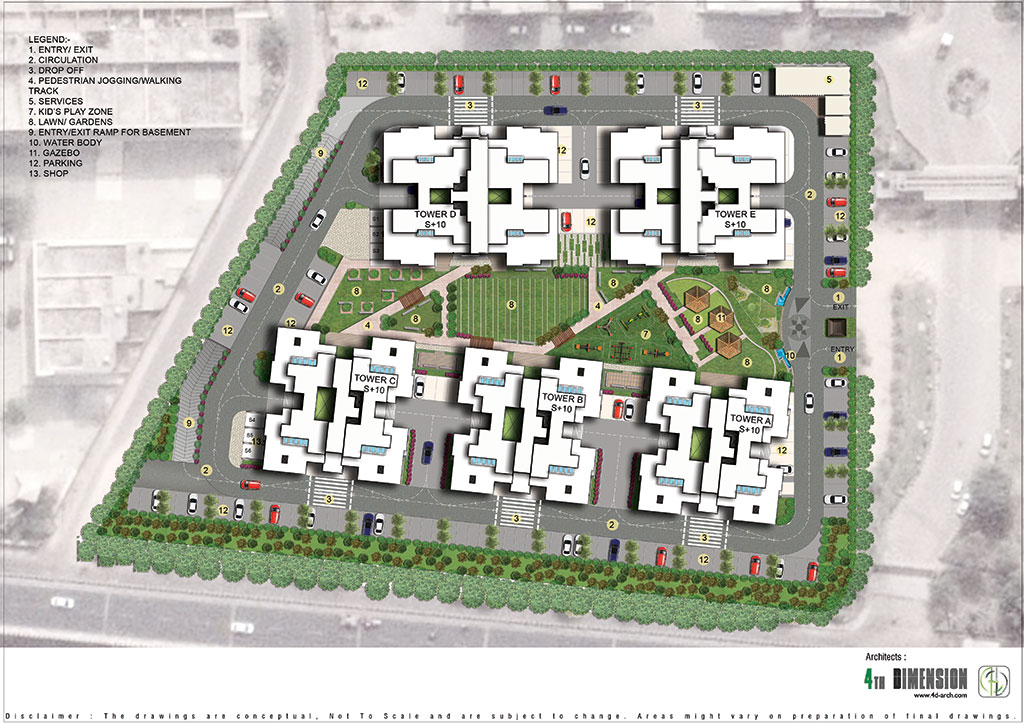 LEGEND:-
1. ENTRY/ EXIT
2. CIRCULATION
3. DROP OFF
4. PEDESTRIAN JOGGING/WALKING
TRACK
5. SERVICES
7. KID'S PLAY ZONE
8. LAWN/ GARDENS
9. ENTRY/EXIT RAMP FOR BASEMENT
10. WATER BODY
11. GAZEBO
12. PARKING
13. SHOP
12
5
3
3
9
12
2
TOWER D
S+10
12
TOWER E
S+10
12
2
8
8
8
8
4
1
EXIT
12
12
4
8
7
8
11
8
10
ENTRY
1
9
TOWER C
S+10
TOWER B
S+10
TOWER A
S+10
54
55
56
13
12
2
3
12
3
2
3
12
Architects :
4TH DIMENSION
www.4d-arch.com
Disclaimer : The drawings are conceptual, Not To Scale and are subject to change. Areas might vary on preparation of final drawings.